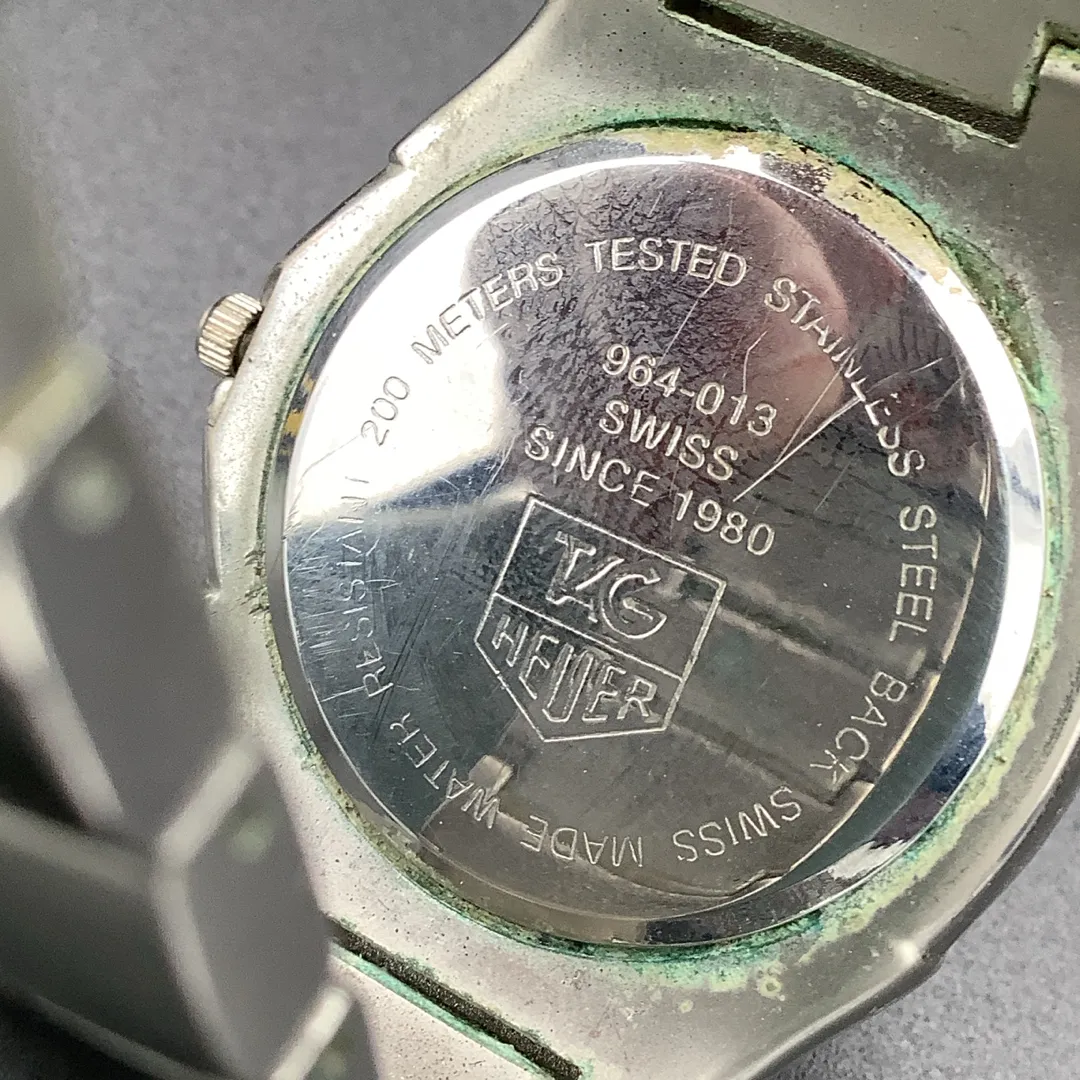 WATER RESISTANT 200 METERS TESTED STAINLESS STEEL BACK SWISS MADE
964-013
SWISS
SINCE 1980
TAG
HEUER